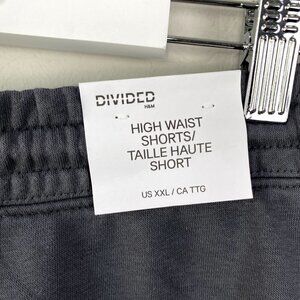 DIVIDED
H&M
HIGH WAIST
SHORTS/
TAILLE HAUTE
SHORT
US XXL / CA TTG